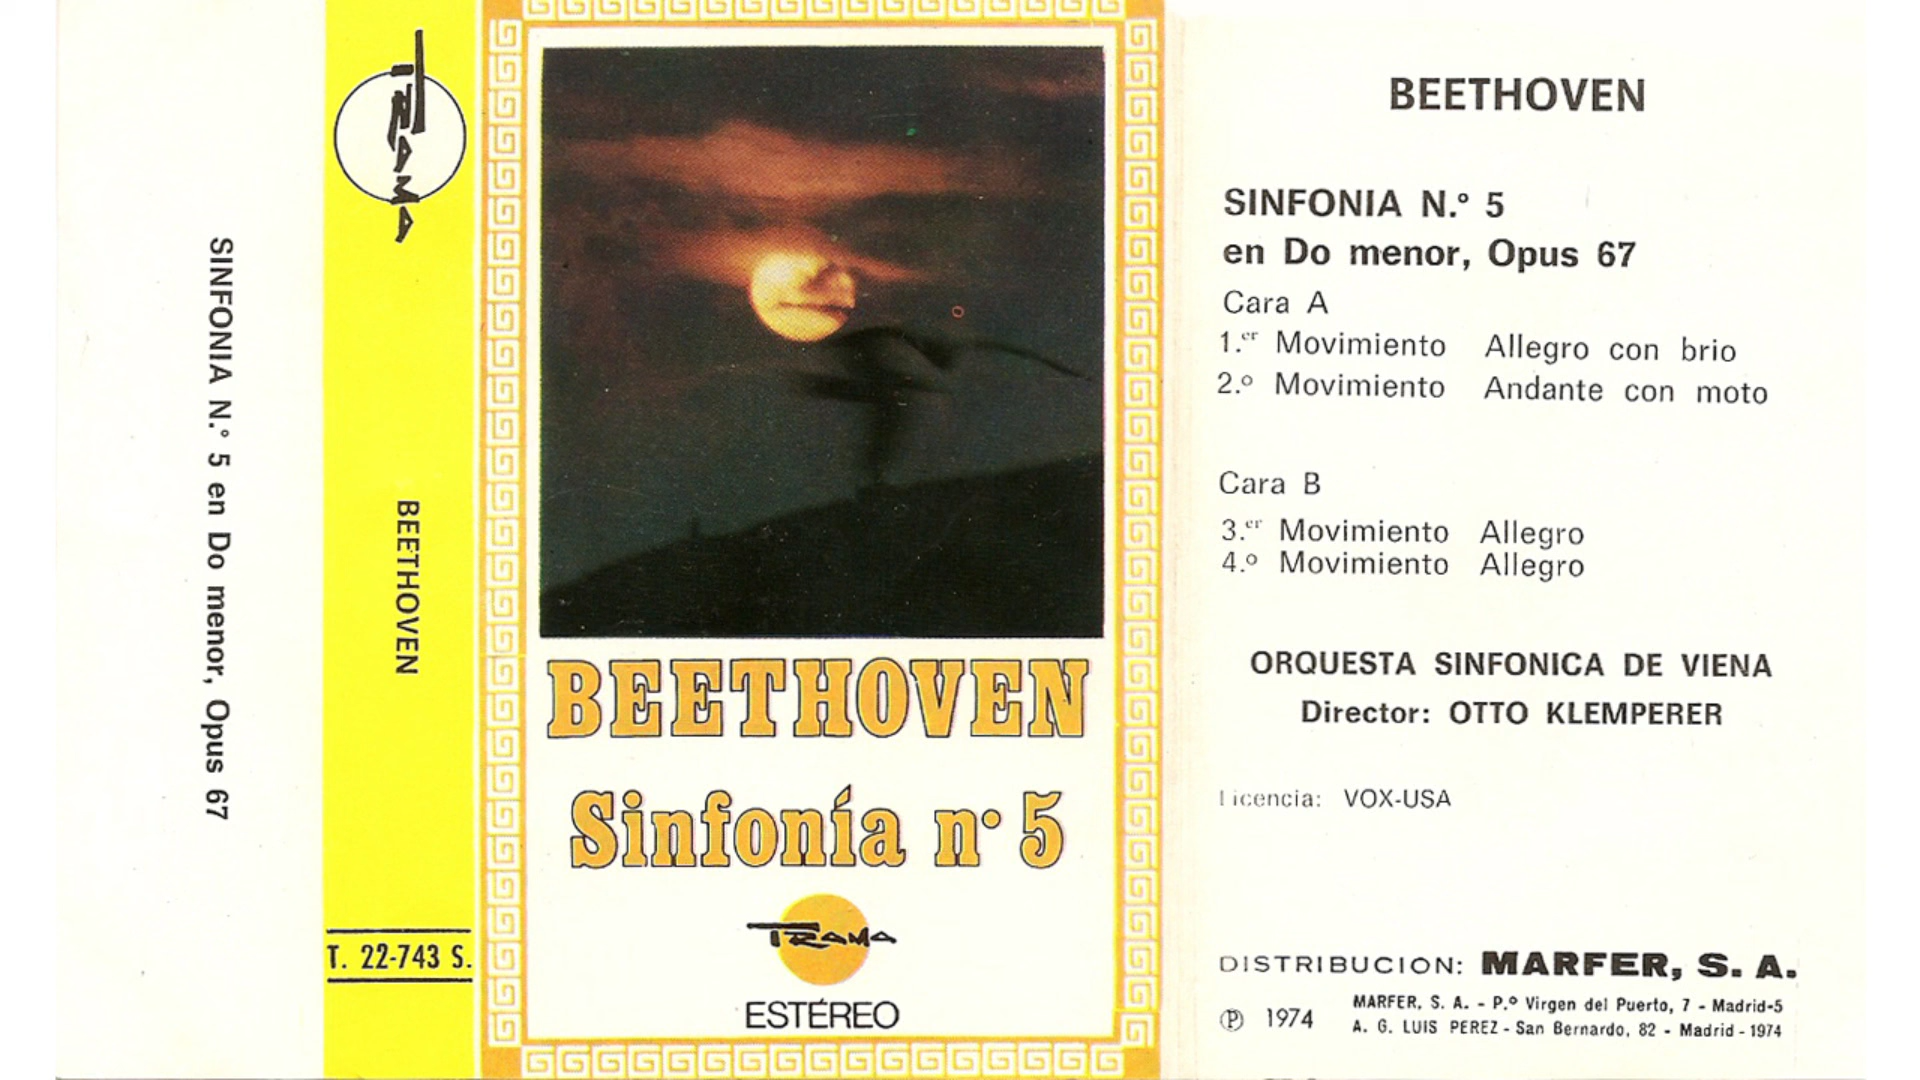 SINFONIA N.° 5 en Do menor, Opus 67
TRAMA
BEETHOVEN
T. 22-743 S.
BEETHOVEN
Sinfonía n° 5
TRAMA
ESTÉREO
BEETHOVEN
SINFONIA N.° 5
en Do menor, Opus 67
Cara A
1.er Movimiento Allegro con brio
2.º Movimiento Andante con moto
Cara B
3.er Movimiento Allegro
4.º Movimiento Allegro
ORQUESTA SINFONICA DE VIENA
Director: OTTO KLEMPERER
Licencia: VOX-USA
DISTRIBUCION: MARFER, S. A.
MARFER, S. A. - P.º Virgen del Puerto, 7 - Madrid-5
Ⓟ 1974
A. G. LUIS PEREZ - San Bernardo, 82 - Madrid - 1974